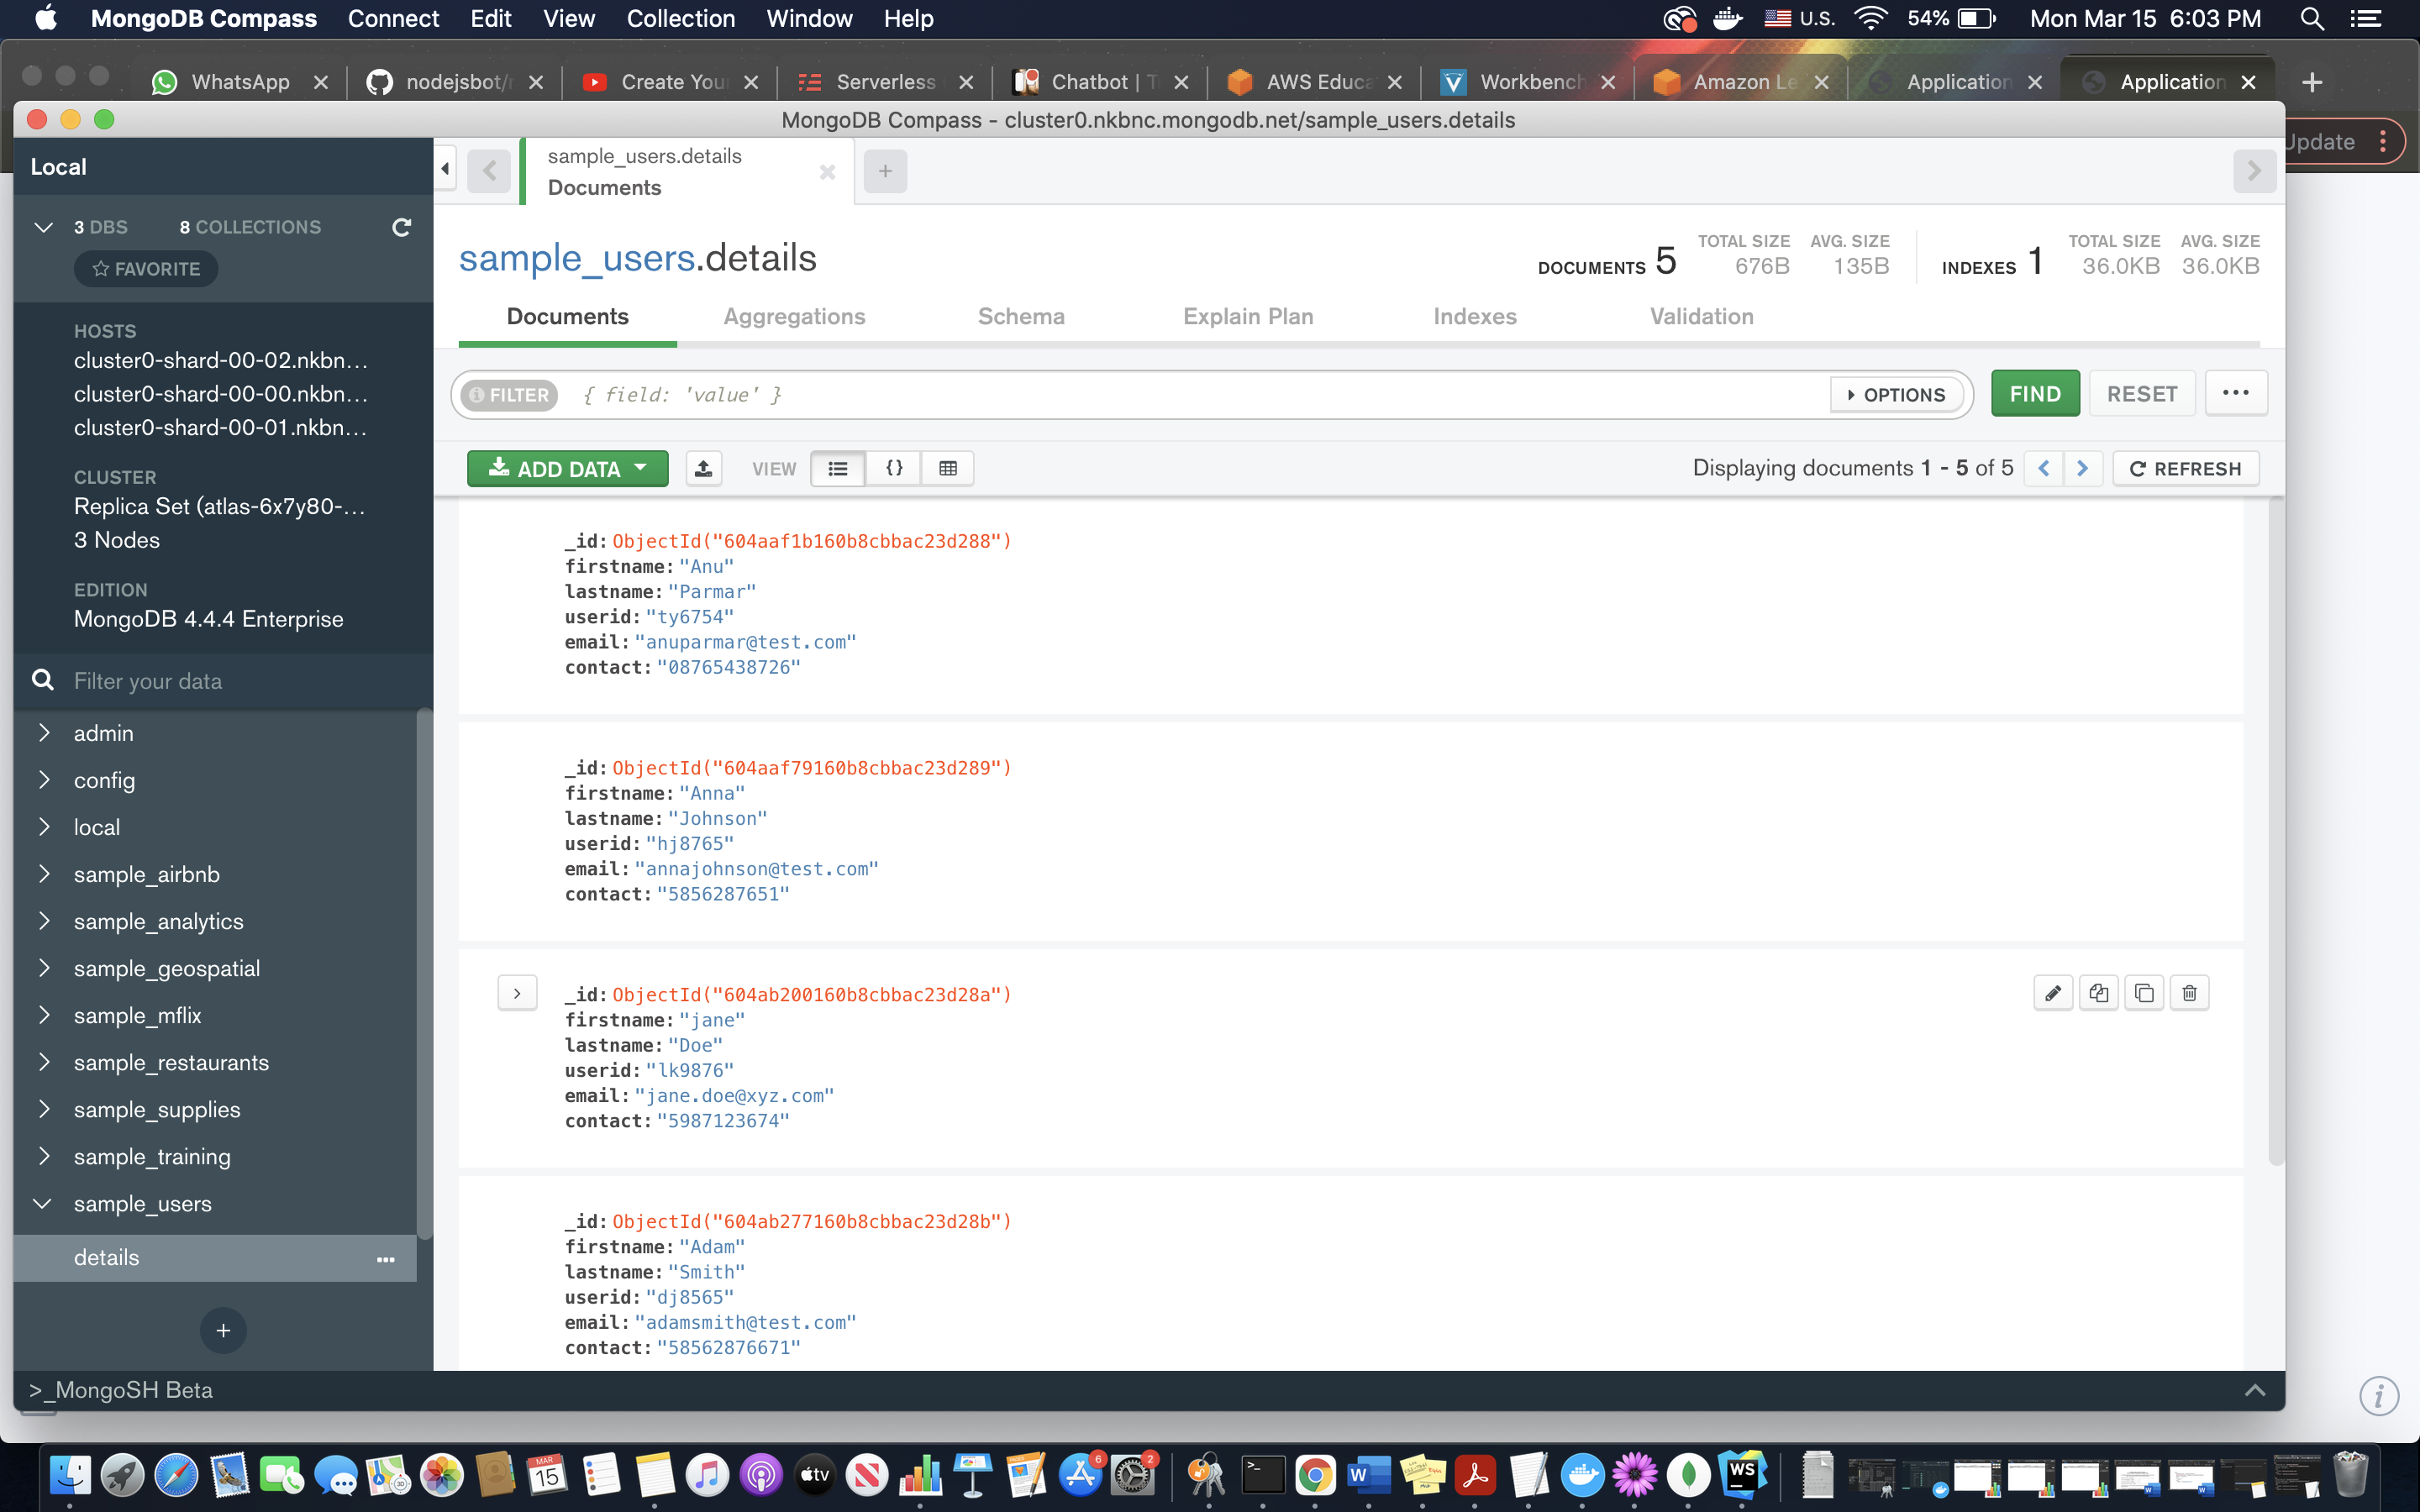 MongoDB Compass Connect Edit View Collection Window Help U.S. 54% Mon Mar 15 6:03 PM
WhatsApp nodejsbot/ Create You Serverless Chatbot | T AWS Educa Workbench Amazon Le Application Application
MongoDB Compass - cluster0.nkbnc.mongodb.net/sample_users.details
Update
Local
sample_users.details
Documents
3 DBS 8 COLLECTIONS
FAVORITE
sample_users.details
DOCUMENTS 5 TOTAL SIZE 676B AVG. SIZE 135B INDEXES 1 TOTAL SIZE 36.0KB AVG. SIZE 36.0KB
HOSTS
cluster0-shard-00-02.nkbn...
cluster0-shard-00-00.nkbn...
cluster0-shard-00-01.nkbn...
CLUSTER
Replica Set (atlas-6x7y80-...
3 Nodes
EDITION
MongoDB 4.4.4 Enterprise
Filter your data
admin
config
local
sample_airbnb
sample_analytics
sample_geospatial
sample_mflix
sample_restaurants
sample_supplies
sample_training
sample_users
details
Documents Aggregations Schema Explain Plan Indexes Validation
FILTER { field: 'value' } OPTIONS FIND RESET
ADD DATA VIEW {} Displaying documents 1 - 5 of 5 REFRESH
_id: ObjectId("604aaf1b160b8cbbac23d288")
firstname: "Anu"
lastname: "Parmar"
userid: "ty6754"
email: "anuparmar@test.com"
contact: "08765438726"
_id: ObjectId("604aaf79160b8cbbac23d289")
firstname: "Anna"
lastname: "Johnson"
userid: "hj8765"
email: "annajohnson@test.com"
contact: "5856287651"
_id: ObjectId("604ab200160b8cbbac23d28a")
firstname: "jane"
lastname: "Doe"
userid: "lk9876"
email: "jane.doe@xyz.com"
contact: "5987123674"
_id: ObjectId("604ab277160b8cbbac23d28b")
firstname: "Adam"
lastname: "Smith"
userid: "dj8565"
email: "adamsmith@test.com"
contact: "58562876671"
>_MongoSH Beta
MAR
15
tv
6
2
W
WS